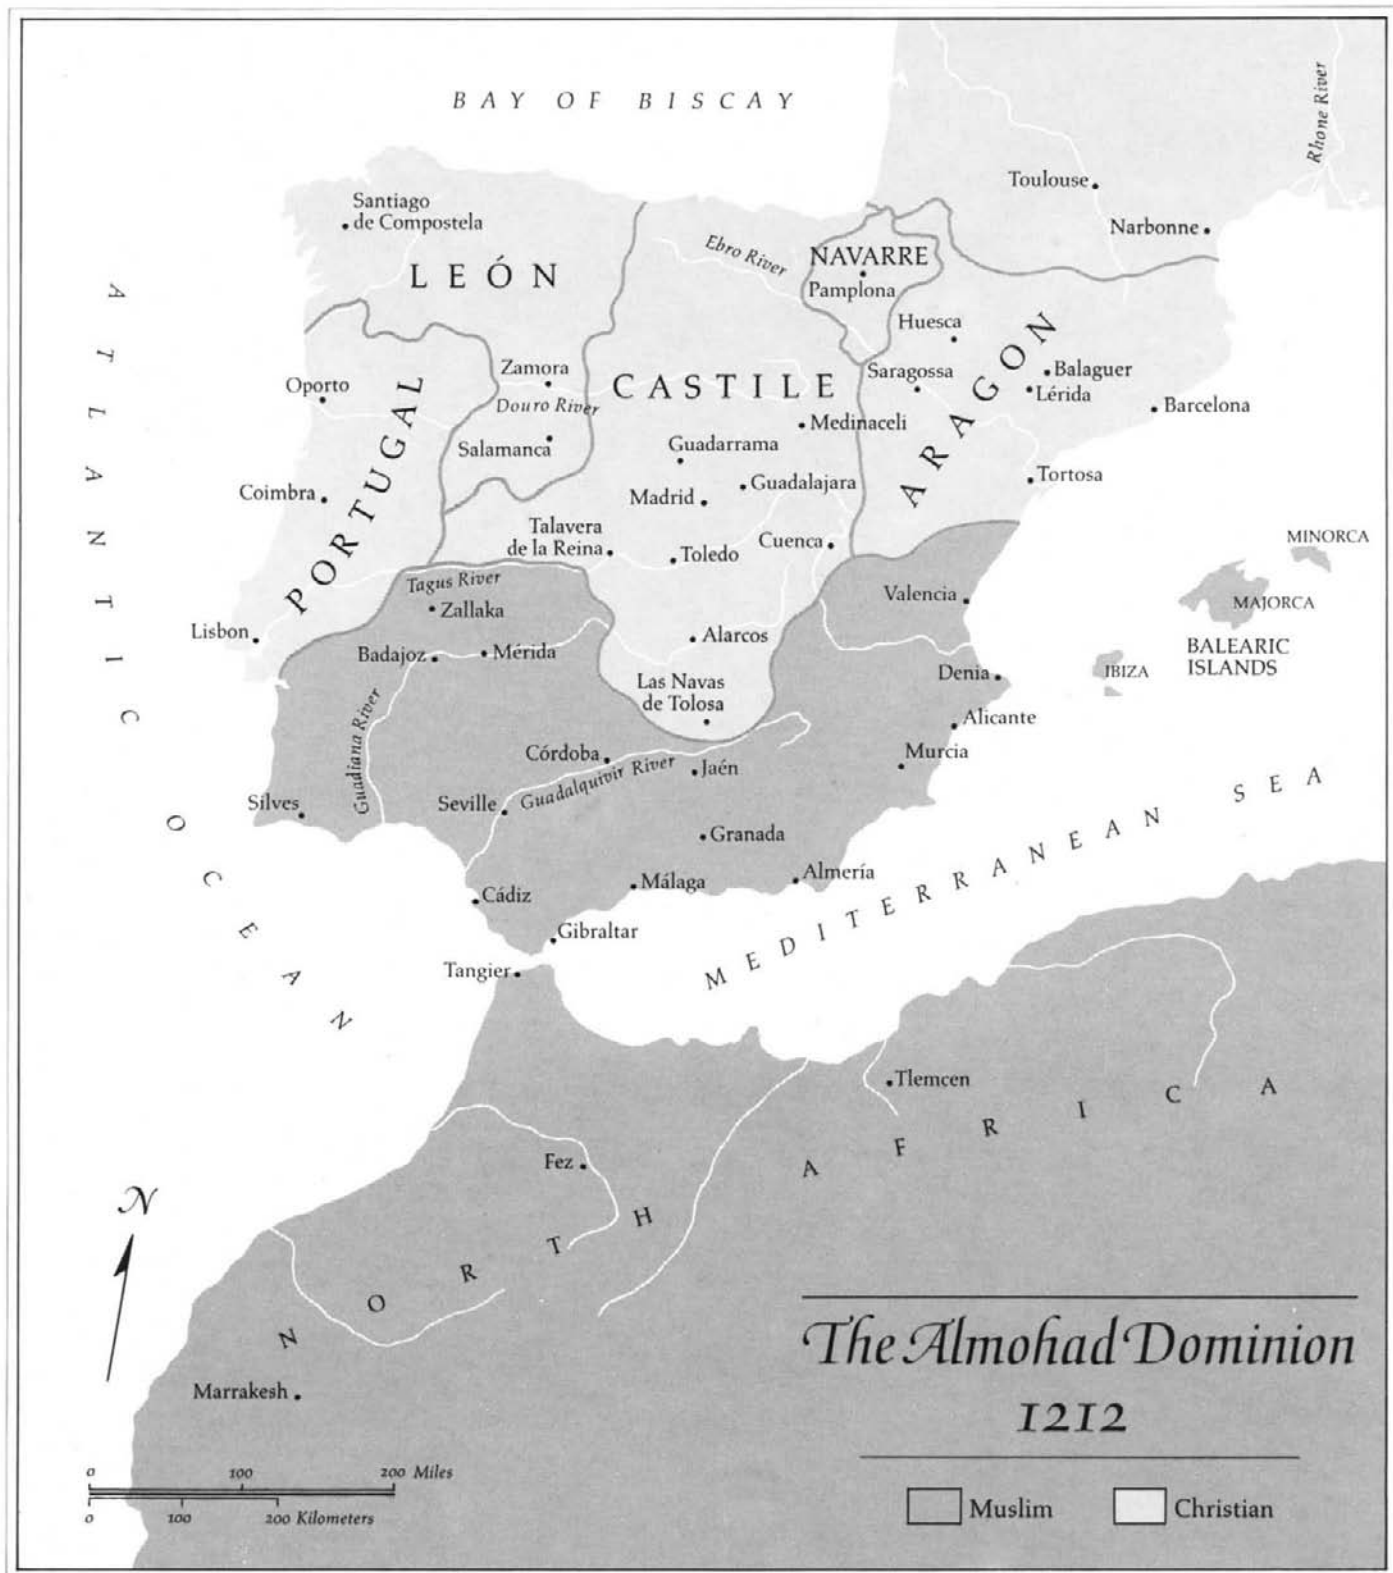 BAY OF BISCAY
Rhone River
Toulouse
Narbonne
Santiago
de Compostela
LEÓN
Ebro River
NAVARRE
Pamplona
Huesca
ARAGON
Saragossa
Balaguer
Lérida
Barcelona
Tortosa
ATLANTIC OCEAN
Oporto
PORTUGAL
Zamora
Douro River
Salamanca
CASTILE
Medinaceli
Guadarrama
Guadalajara
Madrid
Coimbra
Talavera
de la Reina
Toledo
Cuenca
MINORCA
MAJORCA
BALEARIC
ISLANDS
IBIZA
Tagus River
Zallaka
Valencia
Lisbon
Badajoz
Mérida
Alarcos
Denia
Las Navas
de Tolosa
Alicante
Guadiana River
Córdoba
Guadalquivir River
Jaén
Murcia
Silves
Seville
Granada
MEDITERRANEAN SEA
Cádiz
Málaga
Almería
Gibraltar
Tangier
Tlemcen
Fez
NORTH AFRICA
N
Marrakesh
The Almohad Dominion
1212
0 100 200 Miles
0 100 200 Kilometers
Muslim
Christian